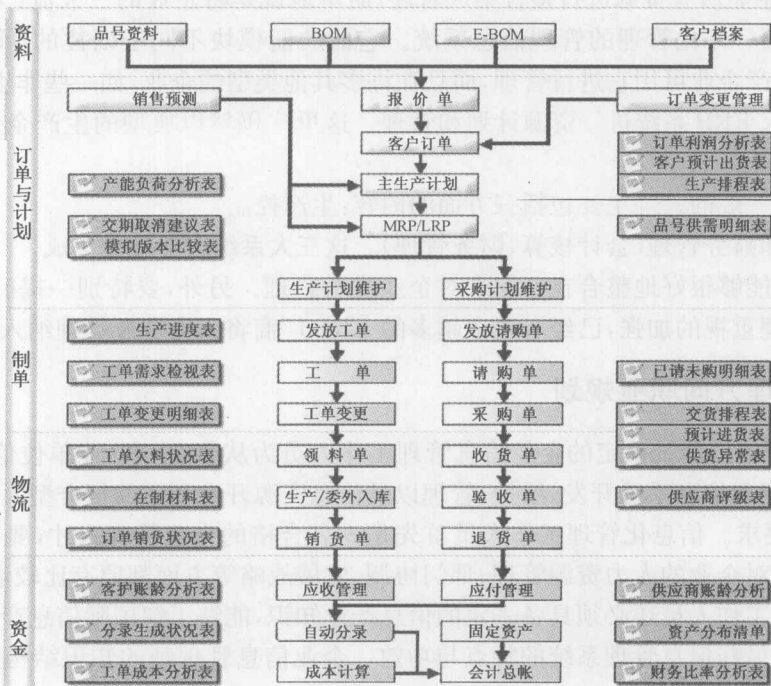 资料
品号资料
BOM
E-BOM
客户档案
订单与计划
销售预测
报价单
订单变更管理
客户订单
订单利润分析表
客户预计出货表
产能负荷分析表
主生产计划
生产排程表
交期取消建议表
模拟版本比较表
MRP/LRP
品号供需明细表
生产计划维护
采购计划维护
制单
生产进度表
发放工单
发放请购单
工单需求检视表
工单
请购单
已请未购明细表
工单变更明细表
工单变更
采购单
交货排程表
预计进货表
物流
工单欠料状况表
领料单
收货单
供货异常表
在制材料表
生产/委外入库
验收单
供应商评级表
订单销货状况表
销货单
退货单
资金
客护账龄分析表
应收管理
应付管理
供应商账龄分析
分录生成状况表
自动分录
固定资产
资产分布清单
工单成本分析表
成本计算
会计总帐
财务比率分析表